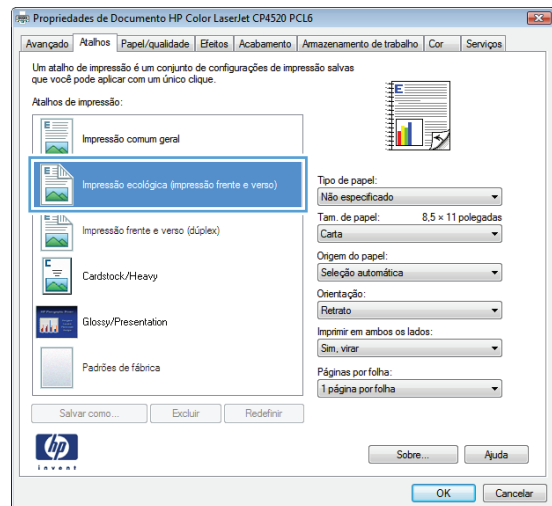 Propriedades de Documento HP Color LaserJet CP4520 PCL6
Avançado Atalhos Papel/qualidade Efeitos Acabamento Armazenamento de trabalho Cor Serviços
Um atalho de impressão é um conjunto de configurações de impressão salvas
que você pode aplicar com um único clique.
Atalhos de impressão:
Impressão comum geral
Impressão ecológica (impressão frente e verso)
Impressão frente e verso (dúplex)
Cardstock/Heavy
Glossy/Presentation
Padrões de fábrica
Salvar como... Excluir Redefinir
Tipo de papel:
Não especificado
Tam. de papel: 8,5 × 11 polegadas
Carta
Origem do papel:
Seleção automática
Orientação:
Retrato
Imprimir em ambos os lados:
Sim, virar
Páginas por folha:
1 página por folha
hp
invent
Sobre... Ajuda
OK Cancelar